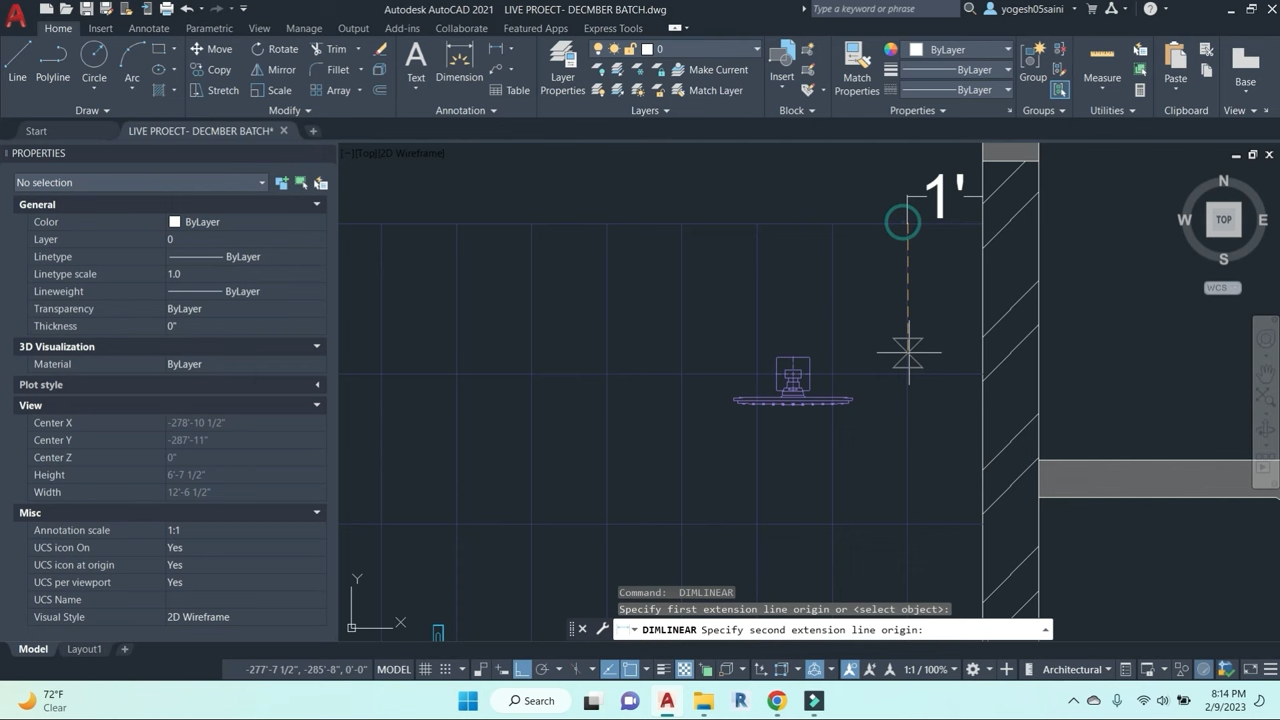 Autodesk AutoCAD 2021 LIVE PROECT- DECMBER BATCH.dwg
Type a keyword or phrase
yogesh05saini
Home Insert Annotate Parametric View Manage Output Add-ins Collaborate Featured Apps Express Tools
Line Polyline Circle Arc
Move Rotate Trim
Copy Mirror Fillet
Stretch Scale Array
Text Dimension Table
Layer Properties
0
Make Current
Match Layer
Insert
Match Properties
ByLayer
ByLayer
ByLayer
Group Measure Paste Base
Draw Modify Annotation Layers Block Properties Groups Utilities Clipboard View
Start LIVE PROECT- DECMBER BATCH*
PROPERTIES
[−][Top][2D Wireframe]
No selection
General
Color ByLayer
Layer 0
Linetype ByLayer
Linetype scale 1.0
Lineweight ByLayer
Transparency ByLayer
Thickness 0"
3D Visualization
Material ByLayer
Plot style
View
Center X -278'-10 1/2"
Center Y -287'-11"
Center Z 0"
Height 6'-7 1/2"
Width 12'-6 1/2"
Misc
Annotation scale 1:1
UCS icon On Yes
UCS icon at origin Yes
UCS per viewport Yes
UCS Name
Visual Style 2D Wireframe
1'
N
W TOP E
S
WCS
Y
X
Command: DIMLINEAR
Specify first extension line origin or <select object>:
DIMLINEAR Specify second extension line origin:
Model Layout1
-277'-7 1/2", -285'-8", 0'-0" MODEL 1:1 / 100% Architectural
72°F
Clear
Search
8:14 PM
2/9/2023